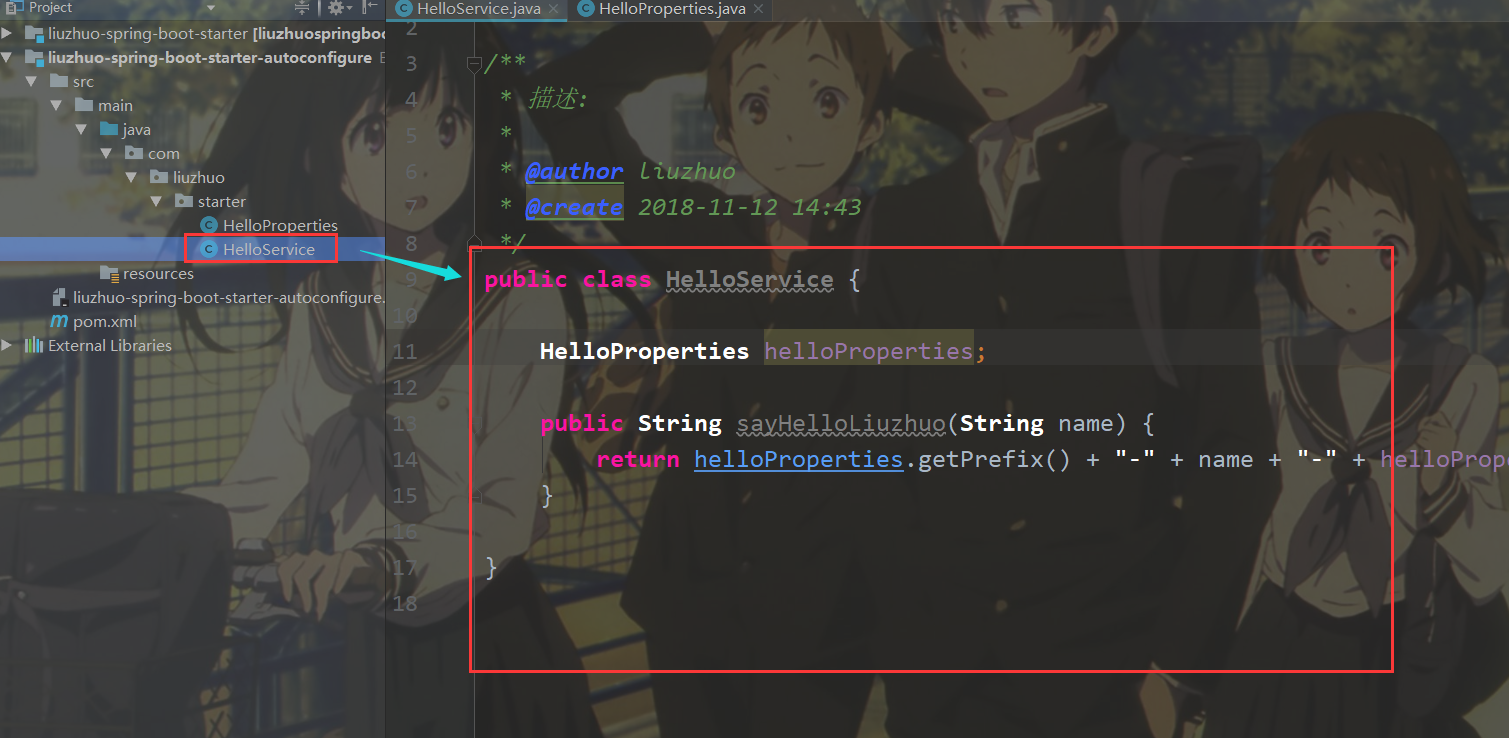 Project
liuzhuo-spring-boot-starter [liuzhuospringboo
liuzhuo-spring-boot-starter-autoconfigure
src
main
java
com
liuzhuo
starter
HelloProperties
HelloService
resources
liuzhuo-spring-boot-starter-autoconfigure.
pom.xml
External Libraries
HelloService.java
HelloProperties.java
2
3 /**
4 * 描述:
5 *
6 * @author liuzhuo
7 * @create 2018-11-12 14:43
8 */
9 public class HelloService {
10
11 HelloProperties helloProperties;
12
13 public String sayHelloLiuzhuo(String name) {
14 return helloProperties.getPrefix() + "-" + name + "-" + helloProp
15 }
16
17 }
18